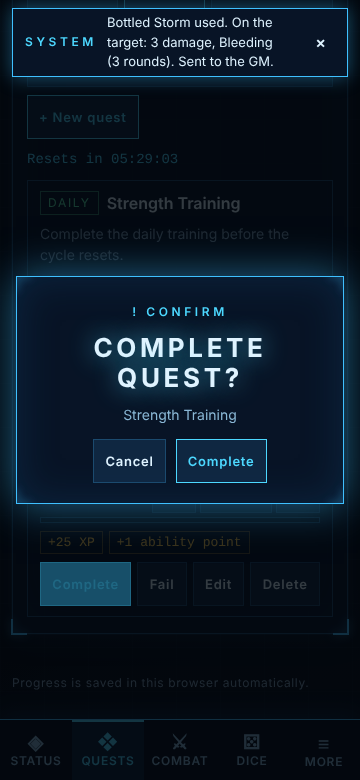 SYSTEM
Bottled Storm used. On the
target: 3 damage, Bleeding
(3 rounds). Sent to the GM.
×
+ New quest
Resets in 05:29:03
DAILY Strength Training
Complete the daily training before the
cycle resets.
! CONFIRM
COMPLETE
QUEST?
Strength Training
Cancel Complete
+25 XP +1 ability point
Complete Fail Edit Delete
Progress is saved in this browser automatically.
STATUS QUESTS COMBAT DICE MORE